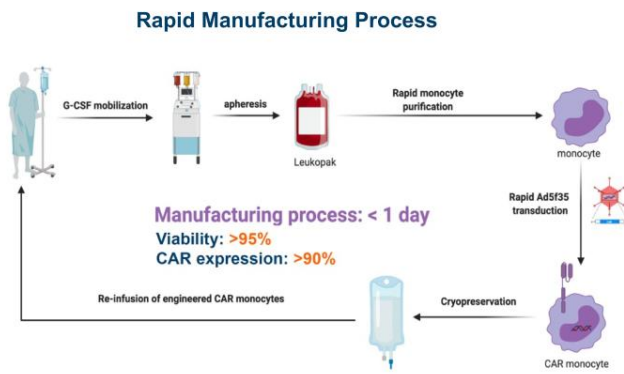 Rapid Manufacturing Process
G-CSF mobilization
apheresis
Rapid monocyte
purification
Leukopak
monocyte
Rapid Ad5f35
transduction
Manufacturing process: < 1 day
Viability: >95%
CAR expression: >90%
Re-infusion of engineered CAR monocytes
Cryopreservation
CAR monocyte